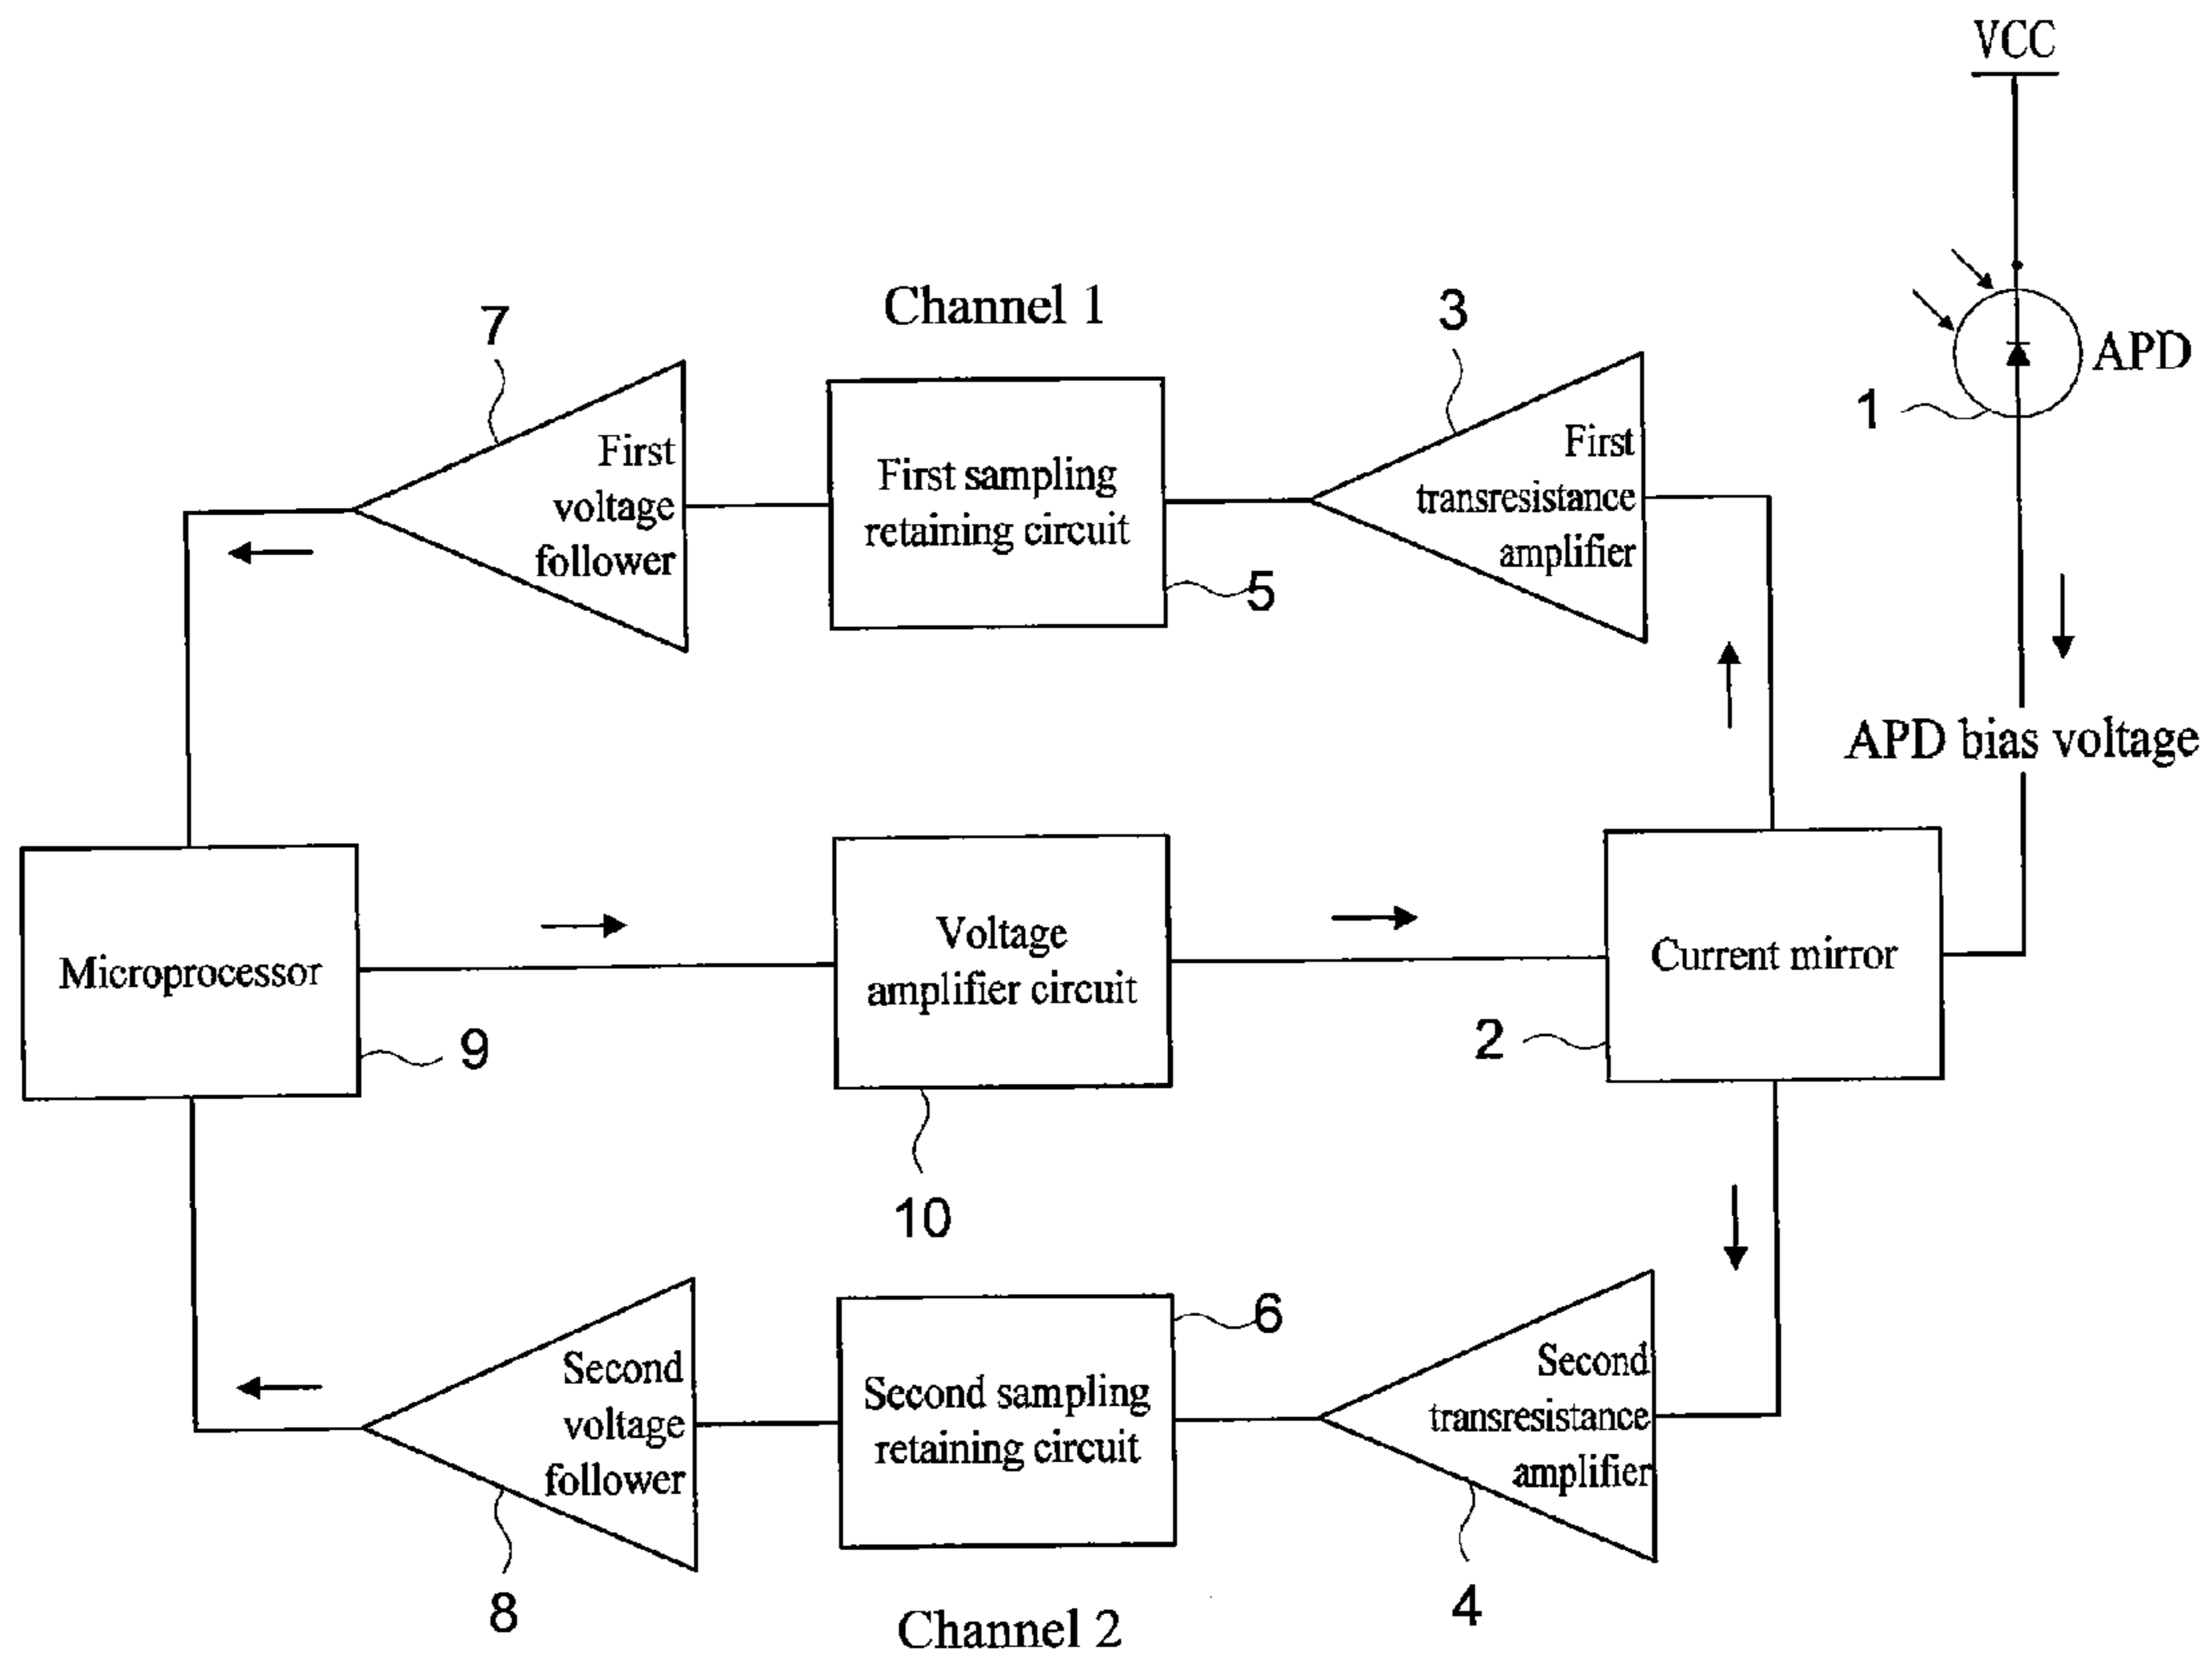 VCC
APD
1
Channel 1
7
3
First
voltage
follower
First sampling
retaining circuit
5
First
transresistance
amplifier
APD bias voltage
Microprocessor
9
Voltage
amplifier circuit
10
Current mirror
2
Second
voltage
follower
8
Second sampling
retaining circuit
6
Second
transresistance
amplifier
4
Channel 2